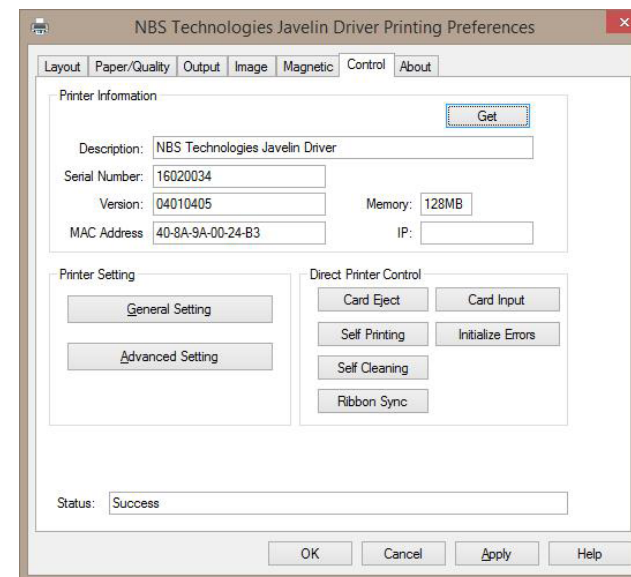 NBS Technologies Javelin Driver Printing Preferences
Layout Paper/Quality Output Image Magnetic Control About
Printer Information
Get
Description: NBS Technologies Javelin Driver
Serial Number: 16020034
Version: 04010405 Memory: 128MB
MAC Address 40-8A-9A-00-24-B3 IP:
Printer Setting Direct Printer Control
General Setting Card Eject Card Input
Self Printing Initialize Errors
Advanced Setting Self Cleaning
Ribbon Sync
Status: Success
OK Cancel Apply Help